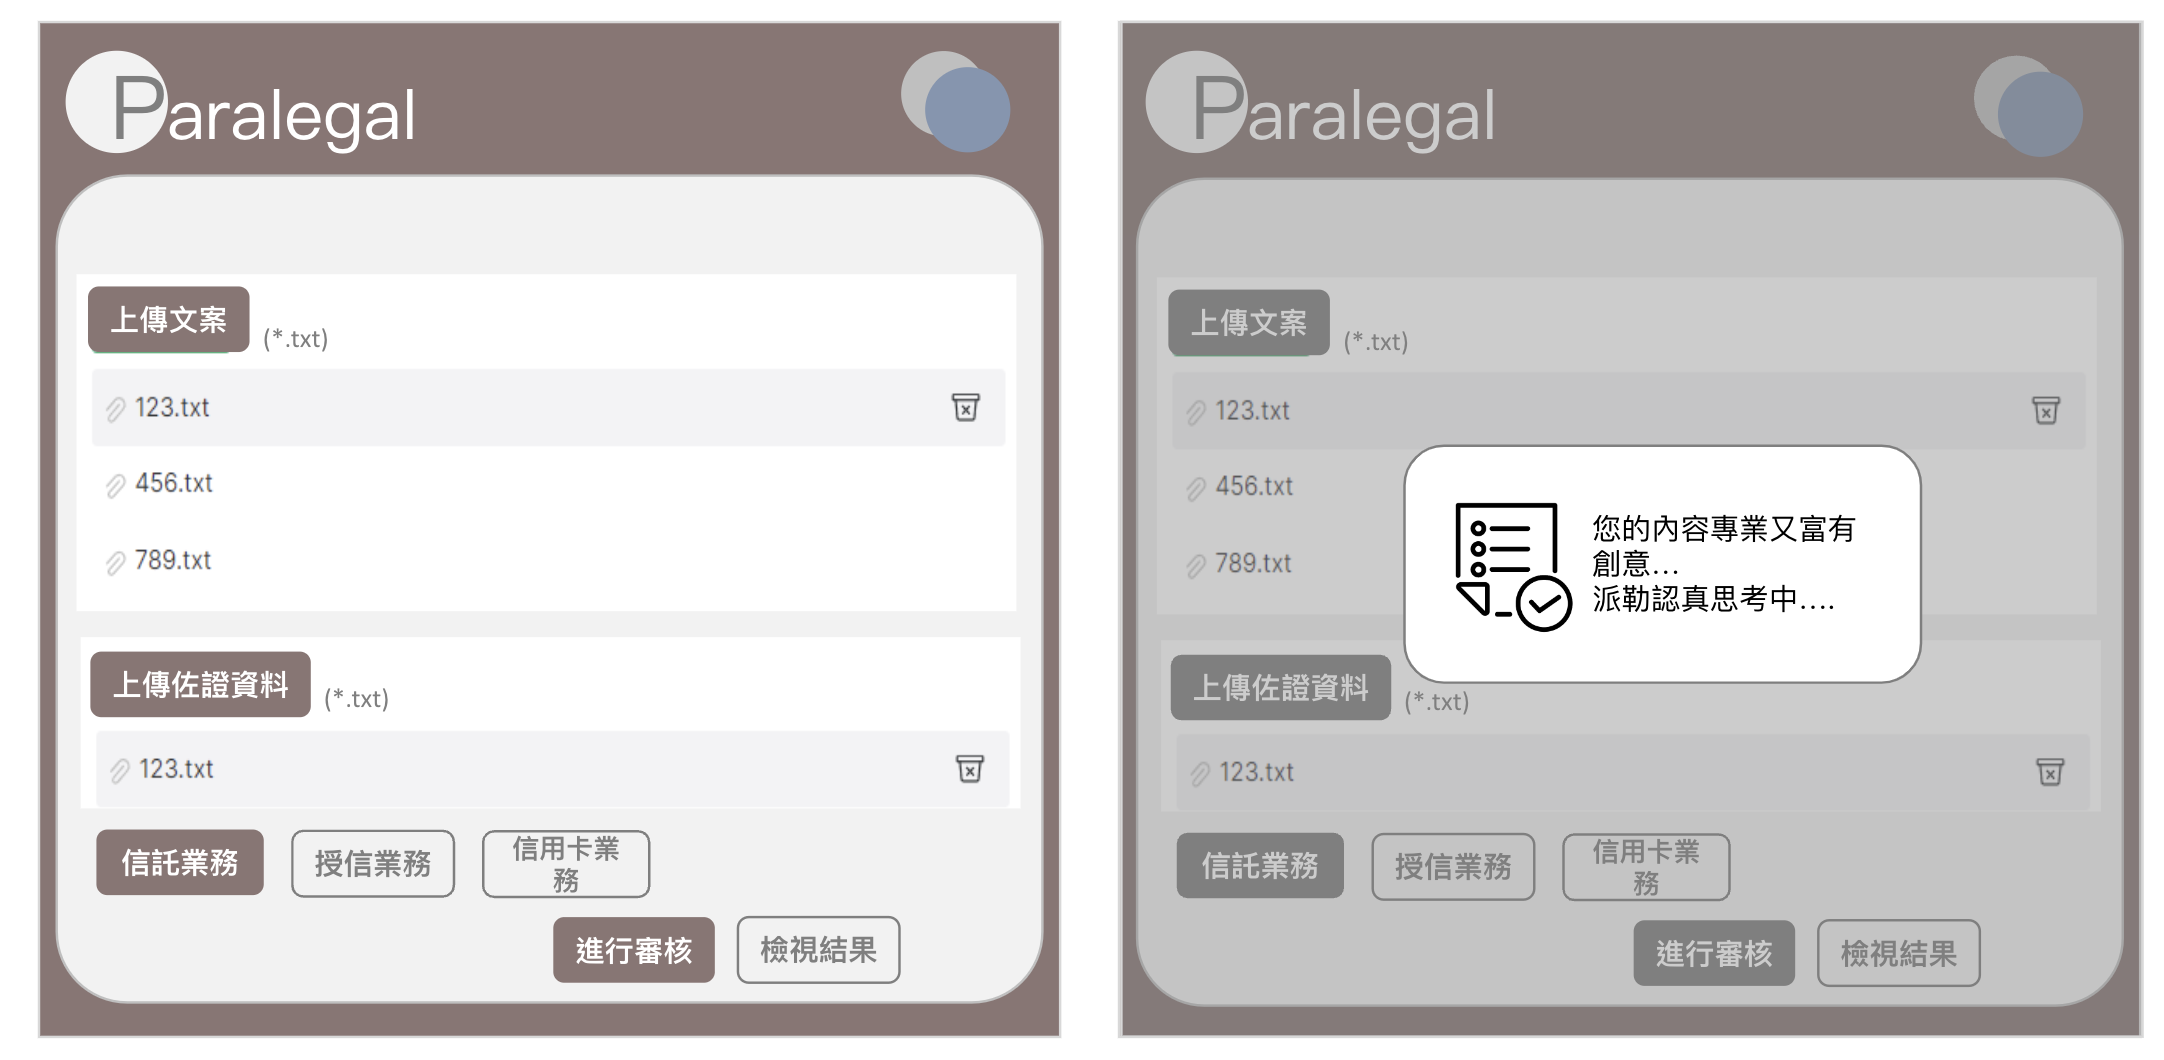 Paralegal
上傳文案
(*.txt)
123.txt
456.txt
789.txt
上傳佐證資料
(*.txt)
123.txt
信託業務
授信業務
信用卡業
務
進行審核
檢視結果
Paralegal
上傳文案
(*.txt)
123.txt
456.txt
789.txt
您的內容專業又富有
創意...
派勒認真思考中....
上傳佐證資料
(*.txt)
123.txt
信託業務
授信業務
信用卡業
務
進行審核
檢視結果